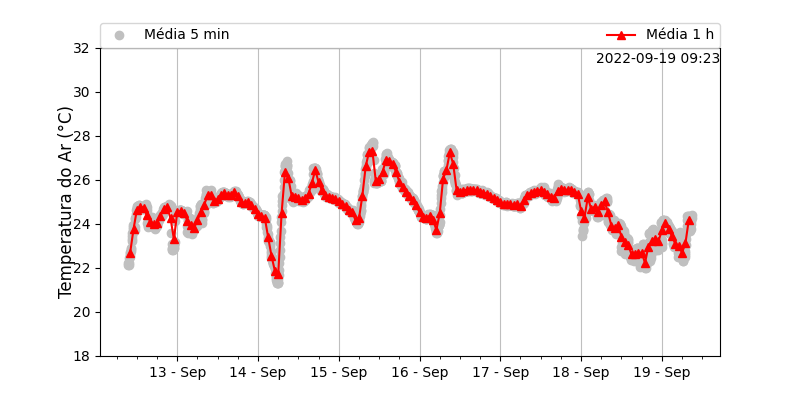 Média 5 min
Média 1 h
2022-09-19 09:23
Temperatura do Ar (°C)
32
30
28
26
24
22
20
18
13 - Sep
14 - Sep
15 - Sep
16 - Sep
17 - Sep
18 - Sep
19 - Sep